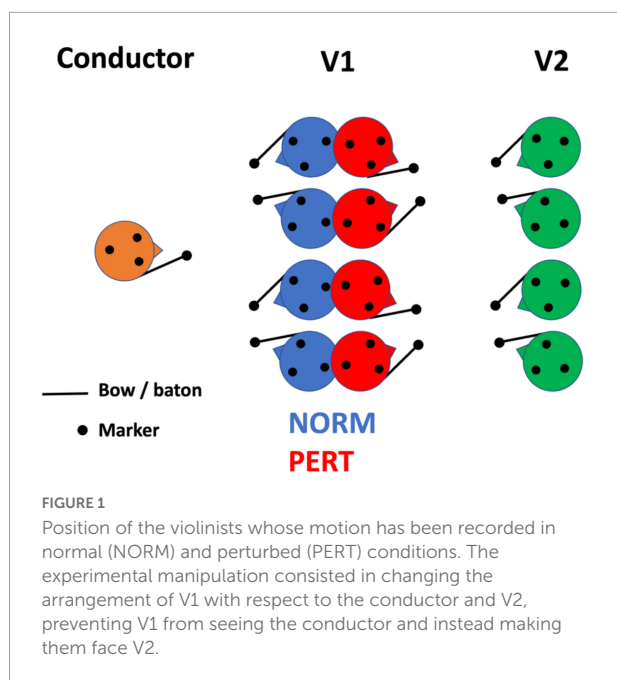 Conductor V1 V2
Bow / baton
Marker
NORM
PERT
FIGURE 1
Position of the violinists whose motion has been recorded in
normal (NORM) and perturbed (PERT) conditions. The
experimental manipulation consisted in changing the
arrangement of V1 with respect to the conductor and V2,
preventing V1 from seeing the conductor and instead making
them face V2.